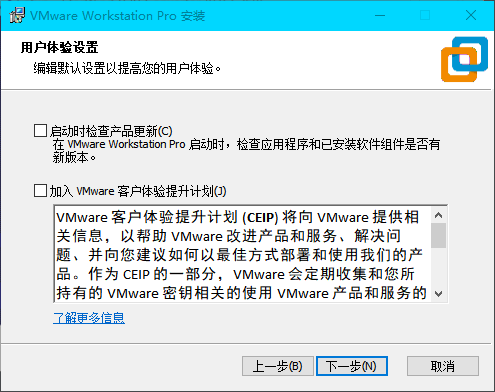 VMware Workstation Pro 安装
用户体验设置
编辑默认设置以提高您的用户体验。
启动时检查产品更新(C)
在 VMware Workstation Pro 启动时，检查应用程序和已安装软件组件是否有
新版本。
加入 VMware 客户体验提升计划(J)
VMware 客户体验提升计划 (CEIP) 将向 VMware 提供相
关信息，以帮助 VMware 改进产品和服务、解决问
题、并向您建议如何以最佳方式部署和使用我们的产
品。作为 CEIP 的一部分，VMware 会定期收集和您所
持有的 VMware 密钥相关的使用 VMware 产品和服务的
了解更多信息
上一步(B)
下一步(N)
取消